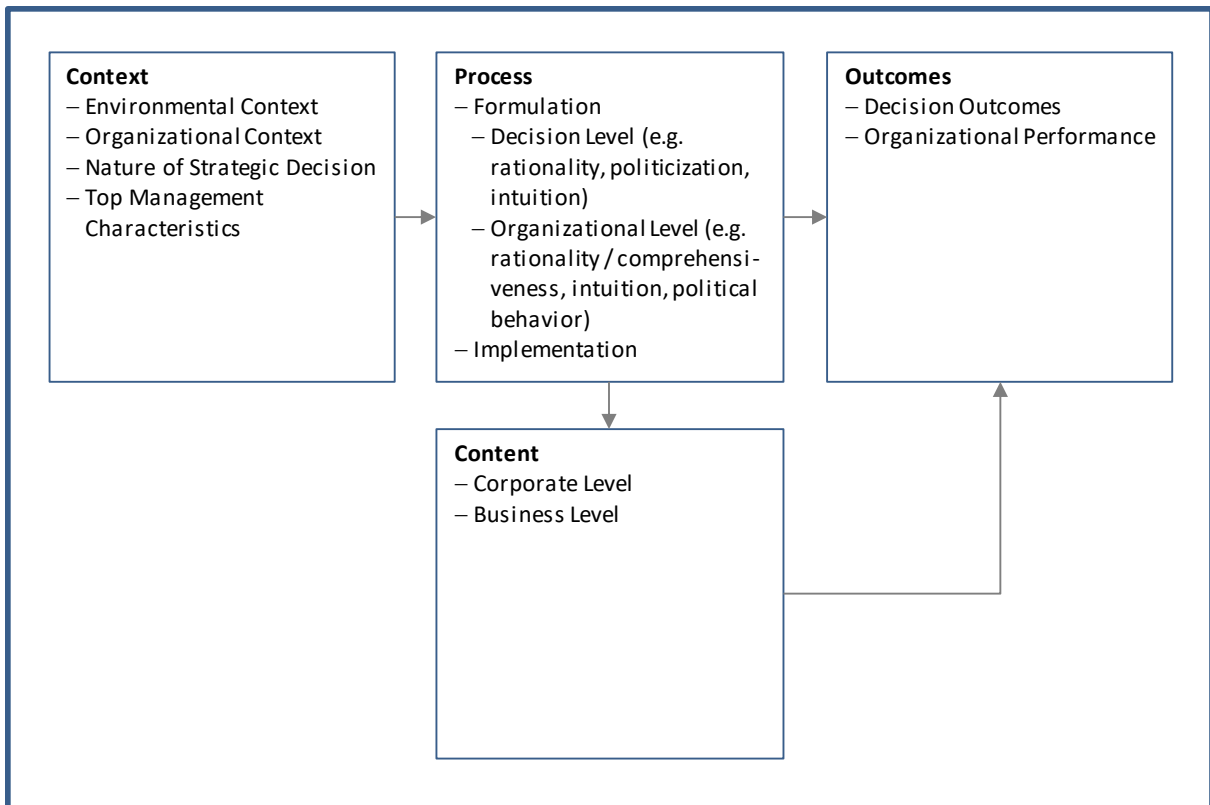 Context
– Environmental Context
– Organizational Context
– Nature of Strategic Decision
– Top Management
Characteristics
Process
– Formulation
– Decision Level (e.g.
rationality, politicization,
intuition)
– Organizational Level (e.g.
rationality / comprehensi-
veness, intuition, political
behavior)
– Implementation
Outcomes
– Decision Outcomes
– Organizational Performance
Content
– Corporate Level
– Business Level